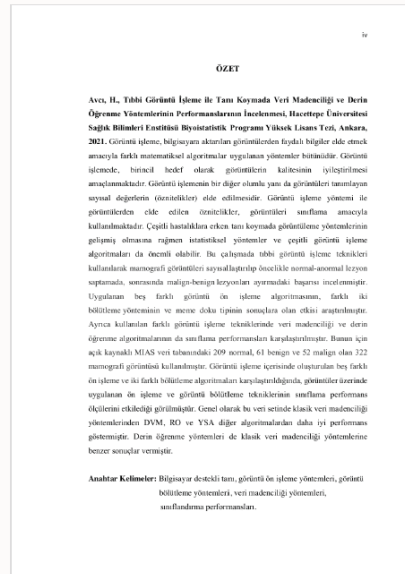 iv
ÖZET
Avcı, H., Tıbbi Görüntü İşleme ile Tanı Koymada Veri Madenciliği ve Derin
Öğrenme Yöntemlerinin Performanslarının İncelenmesi, Hacettepe Üniversitesi
Sağlık Bilimleri Enstitüsü Biyoistatistik Programı Yüksek Lisans Tezi, Ankara,
2021. Görüntü işleme, bilgisayara aktarılan görüntülerden faydalı bilgiler elde etmek
amacıyla farklı matematiksel algoritmalar uygulanan yöntemler bütünüdür. Görüntü
işlemede, birincil hedef olarak görüntülerin kalitesinin iyileştirilmesi
amaçlanmaktadır. Görüntü işlemenin bir diğer olumlu yanı da görüntüleri tanımlayan
sayısal değerlerin (öznitelikler) elde edilmesidir. Görüntü işleme yöntemi ile
görüntülerden elde edilen öznitelikler, görüntüleri sınıflama amacıyla
kullanılmaktadır. Çeşitli hastalıklara erken tanı koymada görüntüleme yöntemlerinin
gelişmiş olmasına rağmen istatistiksel yöntemler ve çeşitli görüntü işleme
algoritmaları da önemli olabilir. Bu çalışmada tıbbi görüntü işleme teknikleri
kullanılarak mamografi görüntüleri sayısallaştırılıp öncelikle normal-anormal lezyon
saptamada, sonrasında malign-benign lezyonları ayırmadaki başarısı incelenmiştir.
Uygulanan beş farklı görüntü ön işleme algoritmasının, farklı iki
bölütleme yönteminin ve meme doku tipinin sonuçlara olan etkisi araştırılmıştır.
Ayrıca kullanılan farklı görüntü işleme tekniklerinde veri madenciliği ve derin
öğrenme algoritmalarının da sınıflama performansları karşılaştırılmıştır. Bunun için
açık kaynaklı MIAS veri tabanındaki 209 normal, 61 benign ve 52 malign olan 322
mamografi görüntüsü kullanılmıştır. Görüntü işleme içerisinde oluşturulan beş farklı
ön işleme ve iki farklı bölütleme algoritmaları karşılaştırıldığında, görüntüler üzerinde
uygulanan ön işleme ve görüntü bölütleme tekniklerinin sınıflama performans
ölçülerini etkilediği görülmüştür. Genel olarak bu veri setinde klasik veri madenciliği
yöntemlerinden DVM, RO ve YSA diğer algoritmalardan daha iyi performans
göstermiştir. Derin öğrenme yöntemleri de klasik veri madenciliği yöntemlerine
benzer sonuçlar vermiştir.
Anahtar Kelimeler: Bilgisayar destekli tanı, görüntü ön işleme yöntemleri, görüntü
bölütleme yöntemleri, veri madenciliği yöntemleri,
sınıflandırma performansları.